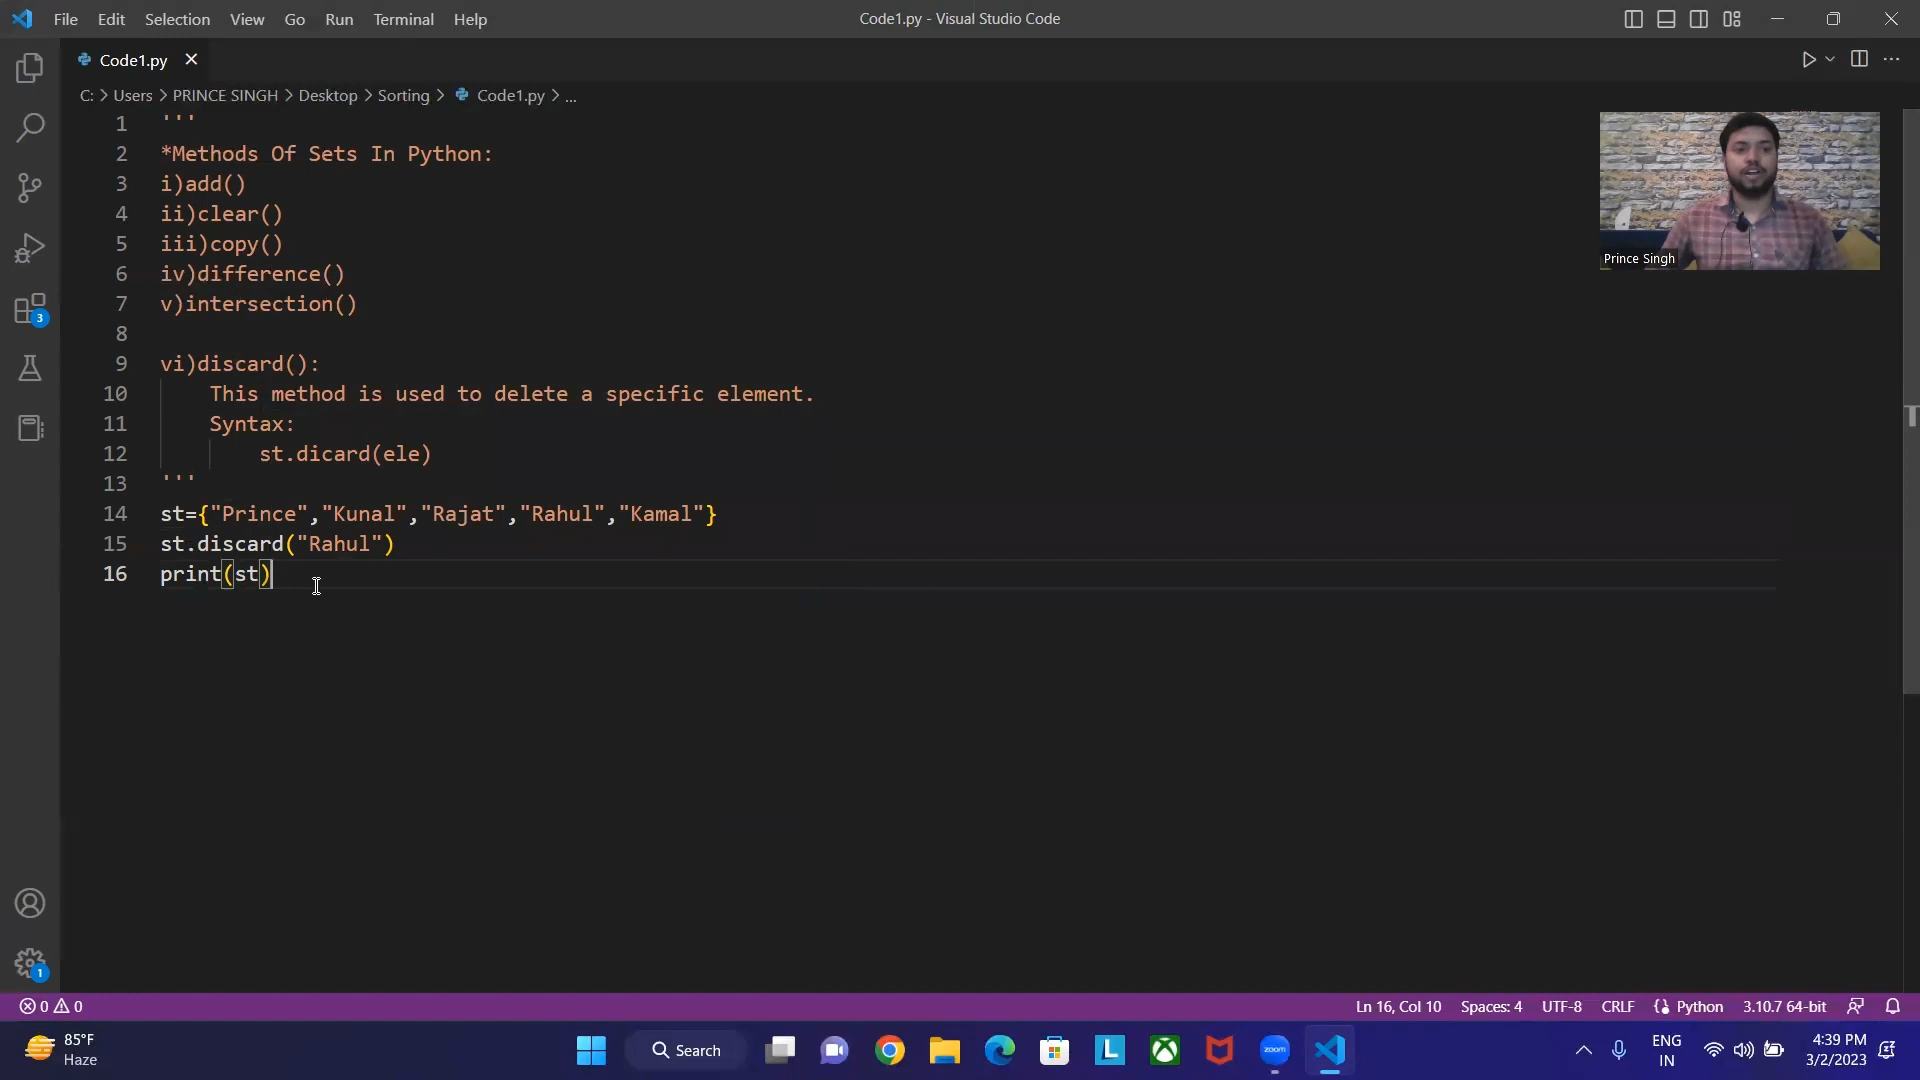 File Edit Selection View Go Run Terminal Help
Code1.py - Visual Studio Code
Code1.py
C: > Users > PRINCE SINGH > Desktop > Sorting > Code1.py > ...
1 '''
2 *Methods Of Sets In Python:
3 i)add()
4 ii)clear()
5 iii)copy()
6 iv)difference()
7 v)intersection()
8
9 vi)discard():
10 This method is used to delete a specific element.
11 Syntax:
12 st.dicard(ele)
13 '''
14 st={"Prince","Kunal","Rajat","Rahul","Kamal"}
15 st.discard("Rahul")
16 print(st)
Prince Singh
3
1
0 0
Ln 16, Col 10 Spaces: 4 UTF-8 CRLF Python 3.10.7 64-bit
85°F
Haze
Search
zoom
ENG
IN
4:39 PM
3/2/2023